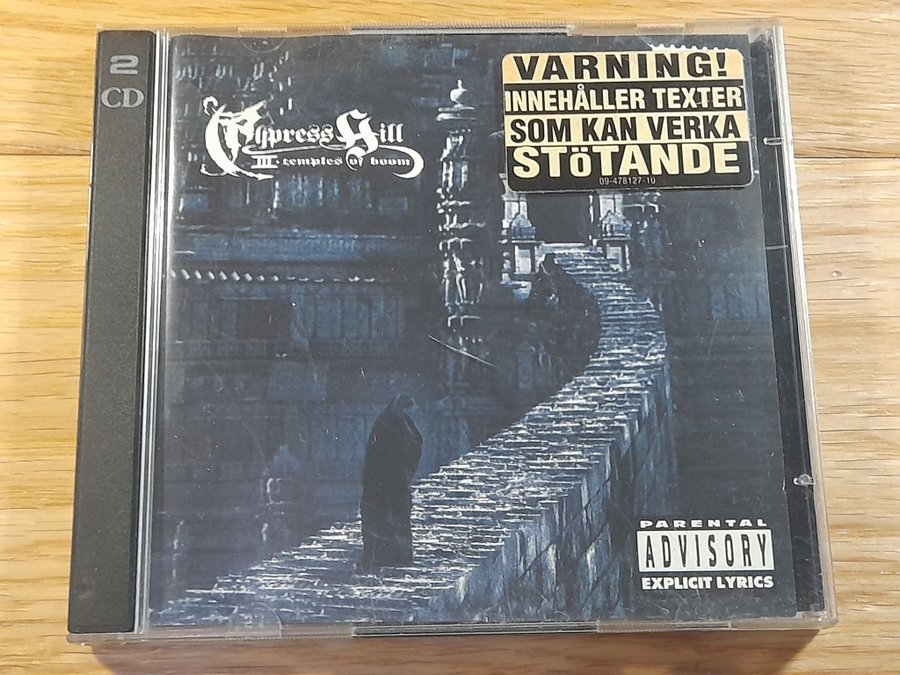 2
CD
Cypress Hill
III - temples of boom
VARNING!
INNEHÅLLER TEXTER
SOM KAN VERKA
STöTANDE
09-478127-10
PARENTAL
ADVISORY
EXPLICIT LYRICS